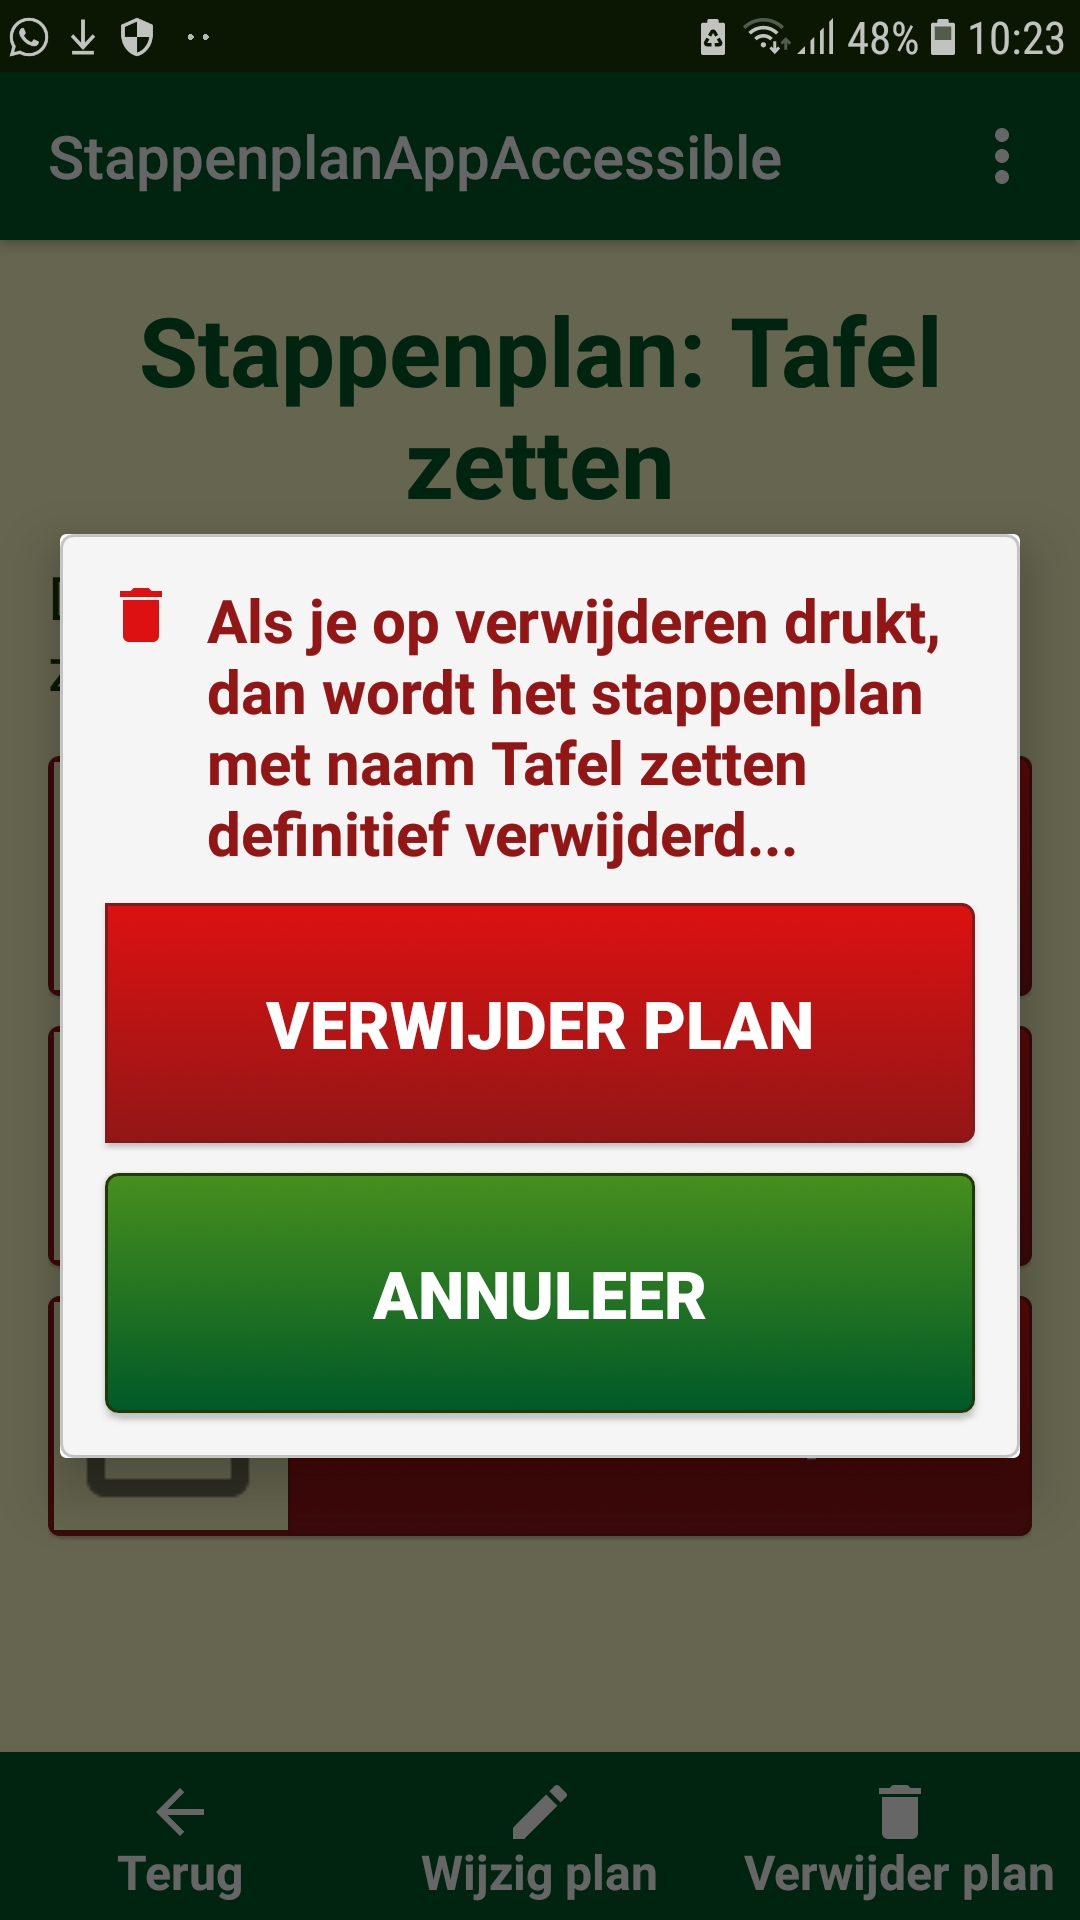 48% 10:23
StappenplanAppAccessible
Stappenplan: Tafel
zetten
Als je op verwijderen drukt,
dan wordt het stappenplan
met naam Tafel zetten
definitief verwijderd...
VERWIJDER PLAN
ANNULEER
Terug Wijzig plan Verwijder plan